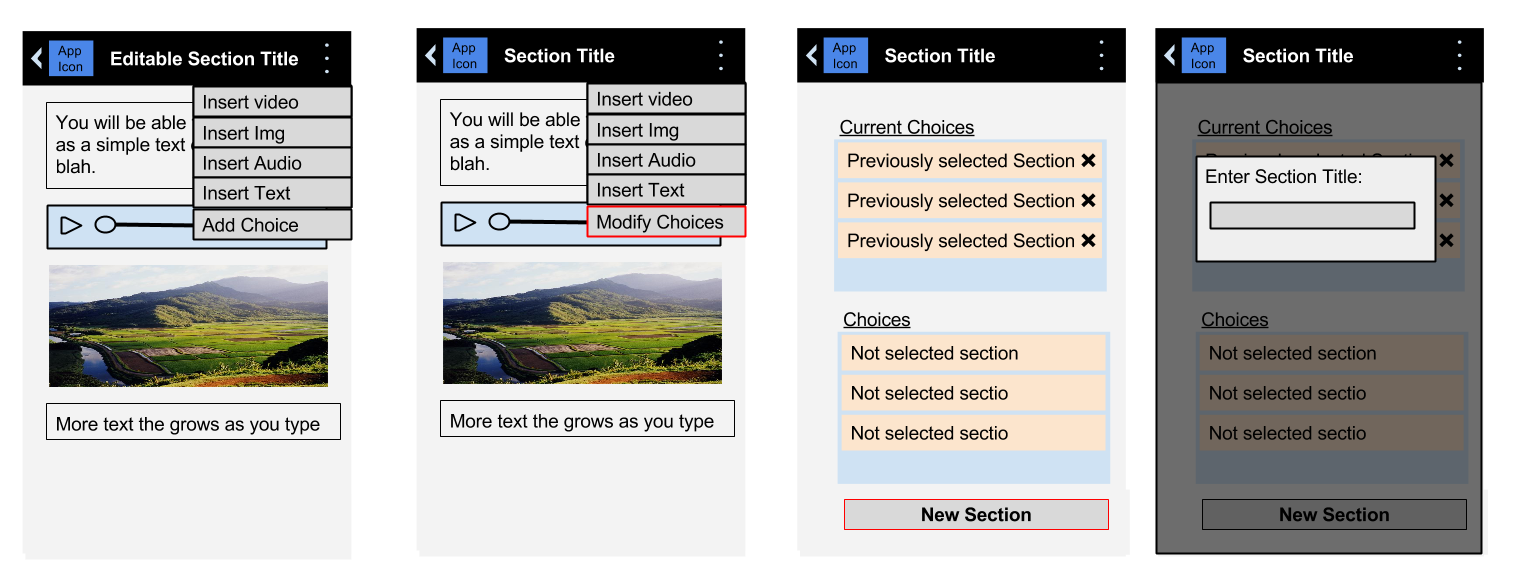 App
Icon
Editable Section Title
You will be able
as a simple text
blah.
Insert video
Insert Img
Insert Audio
Insert Text
Add Choice
More text the grows as you type
App
Icon
Section Title
You will be able
as a simple text
blah.
Insert video
Insert Img
Insert Audio
Insert Text
Modify Choices
More text the grows as you type
App
Icon
Section Title
Current Choices
Previously selected Section
Previously selected Section
Previously selected Section
Choices
Not selected section
Not selected sectio
Not selected sectio
New Section
App
Icon
Section Title
Current Choices
Enter Section Title:
Choices
Not selected section
Not selected sectio
Not selected sectio
New Section